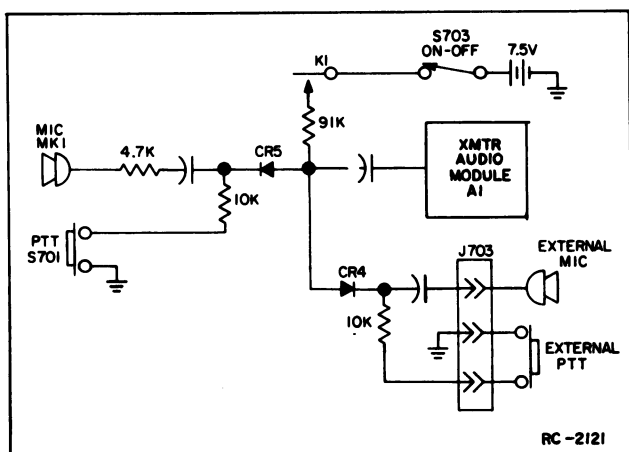 S703
ON-OFF
7.5V
K1
91K
MIC
MK1
4.7K
CR5
XMTR
AUDIO
MODULE
A1
10K
PTT
S701
J703
EXTERNAL
MIC
CR4
10K
EXTERNAL
PTT
RC-2121